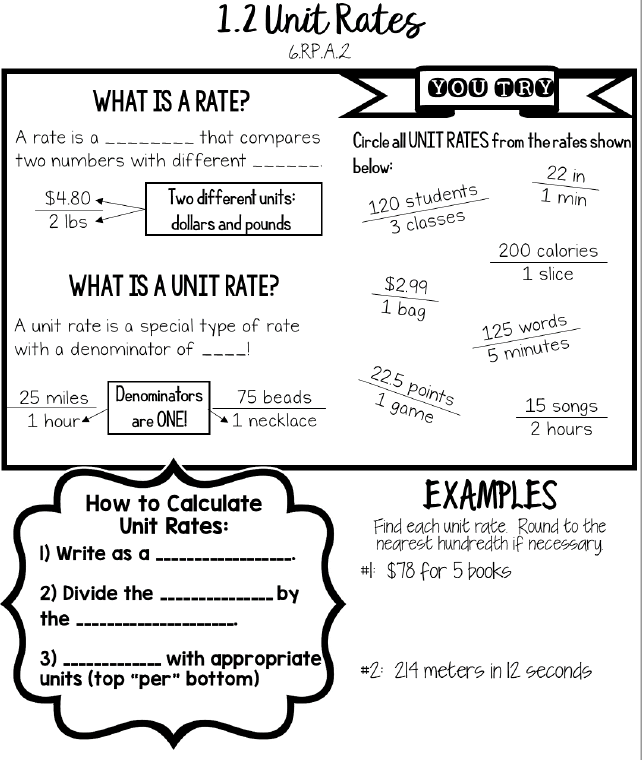 1.2 Unit Rates
6.RP.A.2
WHAT IS A RATE?
A rate is a ________ that compares
two numbers with different ______.
$4.80
2 lbs
Two different units:
dollars and pounds
WHAT IS A UNIT RATE?
A unit rate is a special type of rate
with a denominator of ____!
25 miles
1 hour
Denominators
are ONE!
75 beads
1 necklace
YOU TRY
Circle all UNIT RATES from the rates shown
below:
22 in
1 min
120 students
3 classes
200 calories
1 slice
$2.99
1 bag
125 words
5 minutes
22.5 points
1 game
15 songs
2 hours
How to Calculate
Unit Rates:
1) Write as a _________________.
2) Divide the ______________ by
the ____________________.
3) ____________ with appropriate
units (top "per" bottom)
EXAMPLES
Find each unit rate. Round to the
nearest hundredth if necessary.
#1: $78 for 5 books
#2: 214 meters in 12 seconds